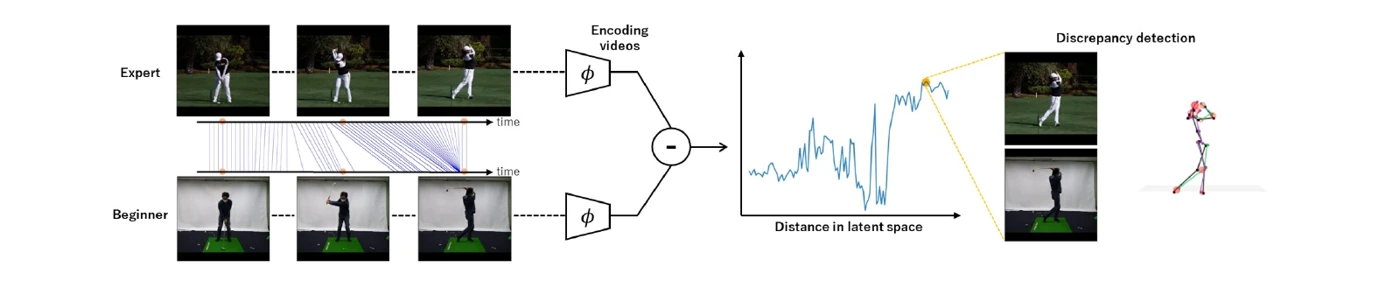 Expert
Beginner
time
time
Encoding
videos
ϕ
ϕ
-
Distance in latent space
Discrepancy detection